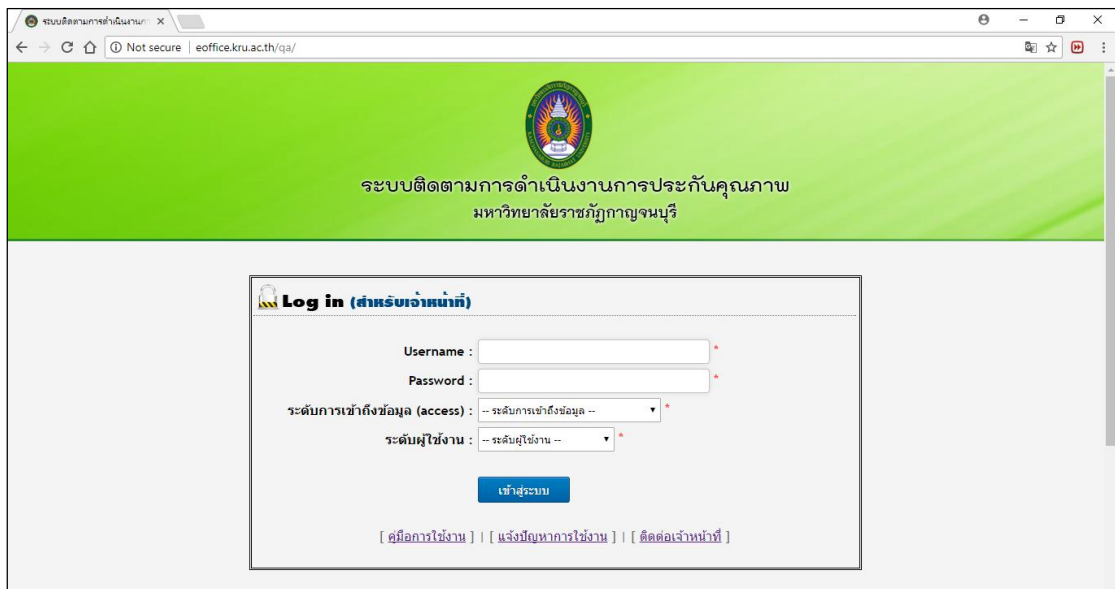 ระบบติดตามการดำเนินงานกา
Not secure | eoffice.kru.ac.th/qa/
ระบบติดตามการดำเนินงานการประกันคุณภาพ
มหาวิทยาลัยราชภัฏกาญจนบุรี
Log in (สำหรับเจ้าหน้าที่)
Username : *
Password : *
ระดับการเข้าถึงข้อมูล (access) : -- ระดับการเข้าถึงข้อมูล -- *
ระดับผู้ใช้งาน : -- ระดับผู้ใช้งาน -- *
เข้าสู่ระบบ
[ คู่มือการใช้งาน ] | [ แจ้งปัญหาการใช้งาน ] | [ ติดต่อเจ้าหน้าที่ ]